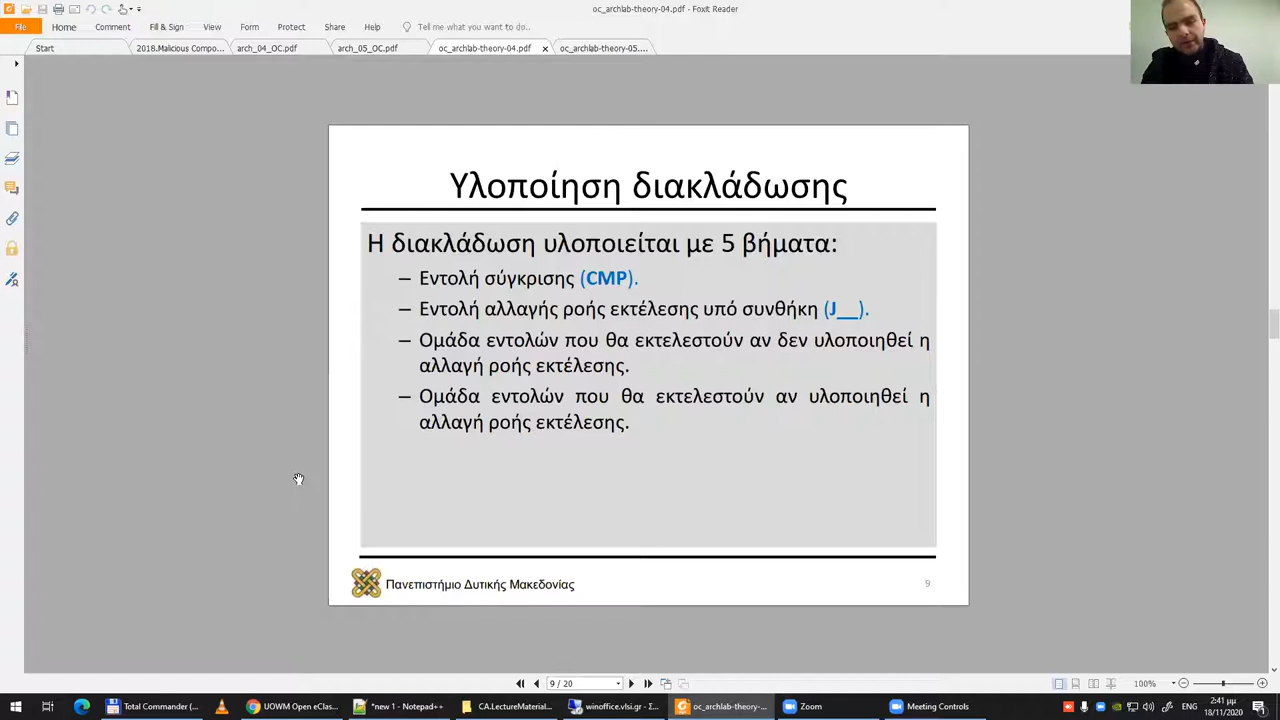 oc_archlab-theory-04.pdf - Foxit Reader
File Home Comment Fill & Sign View Form Protect Share Help Tell me what you want to do...
Start 2018.Malicious Compo... arch_04_OC.pdf arch_05_OC.pdf oc_archlab-theory-04.pdf oc_archlab-theory-05....
Υλοποίηση διακλάδωσης
Η διακλάδωση υλοποιείται με 5 βήματα:
– Εντολή σύγκρισης (CMP).
– Εντολή αλλαγής ροής εκτέλεσης υπό συνθήκη (J__).
– Ομάδα εντολών που θα εκτελεστούν αν δεν υλοποιηθεί η
αλλαγή ροής εκτέλεσης.
– Ομάδα εντολών που θα εκτελεστούν αν υλοποιηθεί η
αλλαγή ροής εκτέλεσης.
Πανεπιστήμιο Δυτικής Μακεδονίας
9
9 / 20
100%
Total Commander (... UOWM Open eClass... *new 1 - Notepad++ CA.LectureMaterial... winoffice.vlsi.gr - Σ... oc_archlab-theory-... Zoom Meeting Controls
ENG
2:41 μμ
18/11/2020